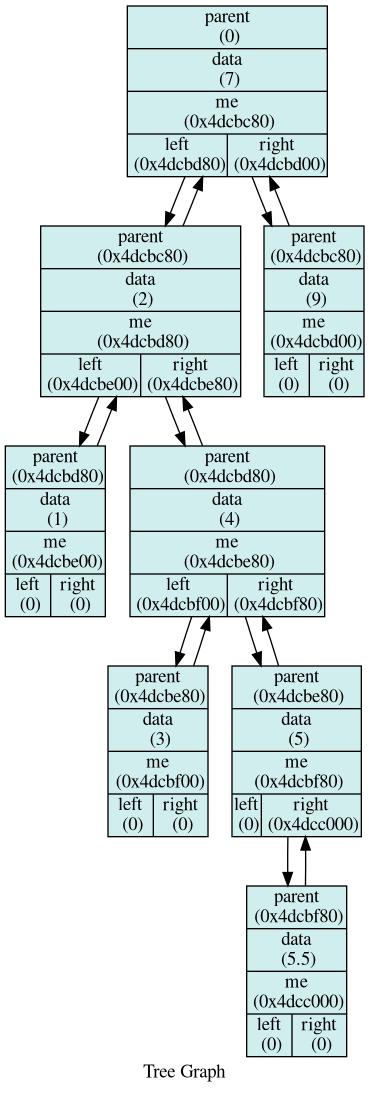 parent
(0)
data
(7)
me
(0x4dcbc80)
left right
(0x4dcbd80) (0x4dcbd00)
parent
(0x4dcbc80)
data
(2)
me
(0x4dcbd80)
left right
(0x4dcbe00) (0x4dcbe80)
parent
(0x4dcbc80)
data
(9)
me
(0x4dcbd00)
left right
(0) (0)
parent
(0x4dcbd80)
data
(1)
me
(0x4dcbe00)
left right
(0) (0)
parent
(0x4dcbd80)
data
(4)
me
(0x4dcbe80)
left right
(0x4dcbf00) (0x4dcbf80)
parent
(0x4dcbe80)
data
(3)
me
(0x4dcbf00)
left right
(0) (0)
parent
(0x4dcbe80)
data
(5)
me
(0x4dcbf80)
left right
(0) (0x4dcc000)
parent
(0x4dcbf80)
data
(5.5)
me
(0x4dcc000)
left right
(0) (0)
Tree Graph